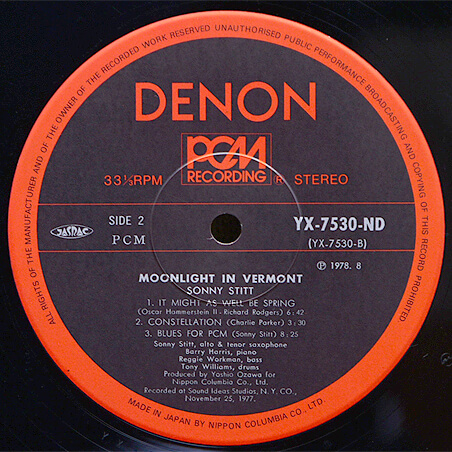 ALL RIGHTS OF THE MANUFACTURER AND OF THE OWNER OF THE RECORDED WORK RESERVED UNAUTHORISED PUBLIC PERFORMANCE BROADCASTING AND COPYING OF THIS RECORD PROHIBITED
DENON
PCM
RECORDING
33⅓RPM
R STEREO
SIDE 2
YX-7530-ND
JASRAC
PCM
(YX-7530-B)
Ⓟ 1978. 8
MOONLIGHT IN VERMONT
SONNY STITT
1. IT MIGHT AS WELL BE SPRING
(Oscar Hammerstein II - Richard Rodgers) 6:42
2. CONSTELLATION (Charlie Parker) 3:30
3. BLUES FOR PCM (Sonny Stitt) 8:25
Sonny Stitt, alto & tenor saxophone
Barry Harris, piano
Reggie Workman, bass
Tony Williams, drums
Produced by Yoshio Ozawa for
Nippon Columbia Co., Ltd.
Recorded at Sound Ideas Studios, N. Y. CO.,
November 25, 1977.
MADE IN JAPAN BY NIPPON COLUMBIA CO., LTD.